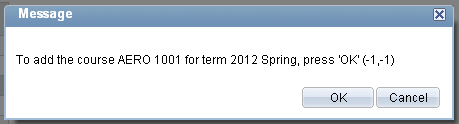 Message
To add the course AERO 1001 for term 2012 Spring, press 'OK' (-1,-1)
OK
Cancel